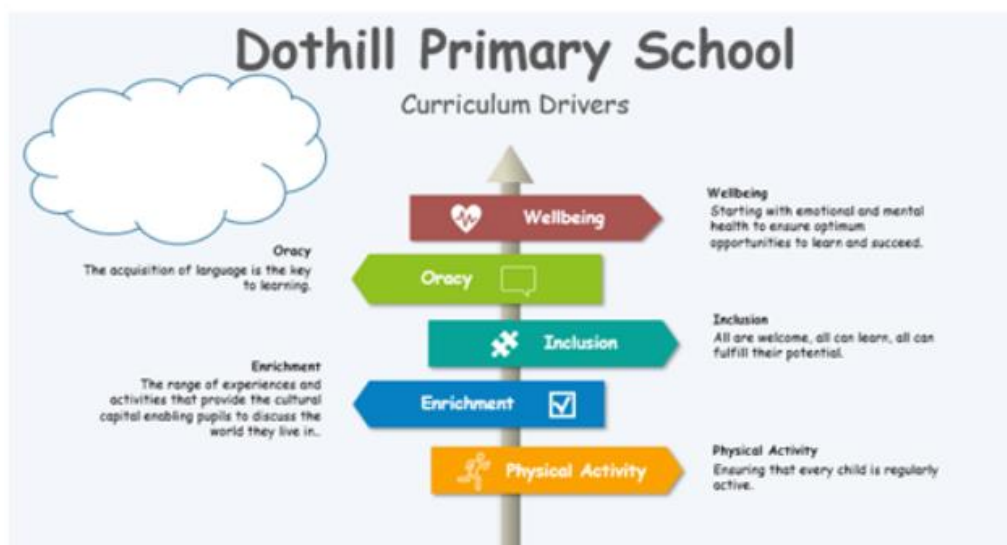 Dothill Primary School
Curriculum Drivers
Wellbeing
Wellbeing
Starting with emotional and mental
health to ensure optimum
opportunities to learn and succeed.
Oracy
The acquisition of language is the key
to learning.
Oracy
Inclusion
Inclusion
All are welcome, all can learn, all can
fulfill their potential.
Enrichment
The range of experiences and
activities that provide the cultural
capital enabling pupils to discuss the
world they live in..
Enrichment
Physical Activity
Physical Activity
Ensuring that every child is regularly
active.